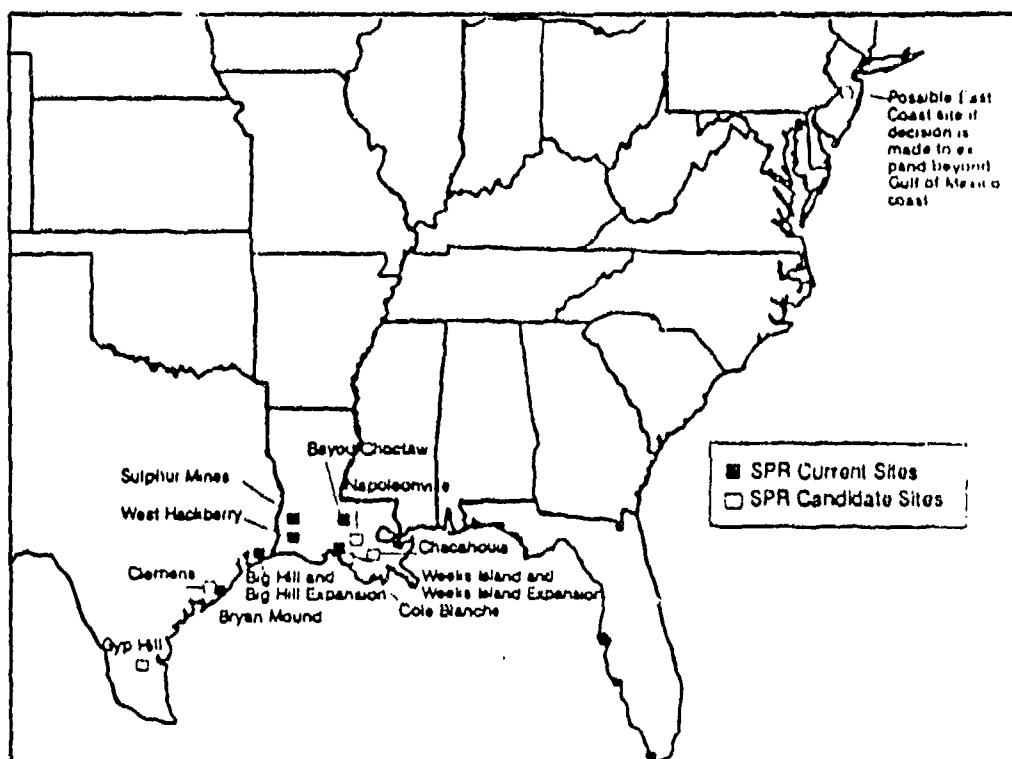 Possible East
Coast site if
decision is
made to ex
pand beyond
Gulf of Mexico
coast
SPR Current Sites
SPR Candidate Sites
Bayou Choctaw
Napoleonville
Sulphur Mines
West Hackberry
Chacahoula
Clemens
Big Hill and
Big Hill Expansion
Weeks Island and
Weeks Island Expansion
Cote Blanche
Bryan Mound
Gyp Hill